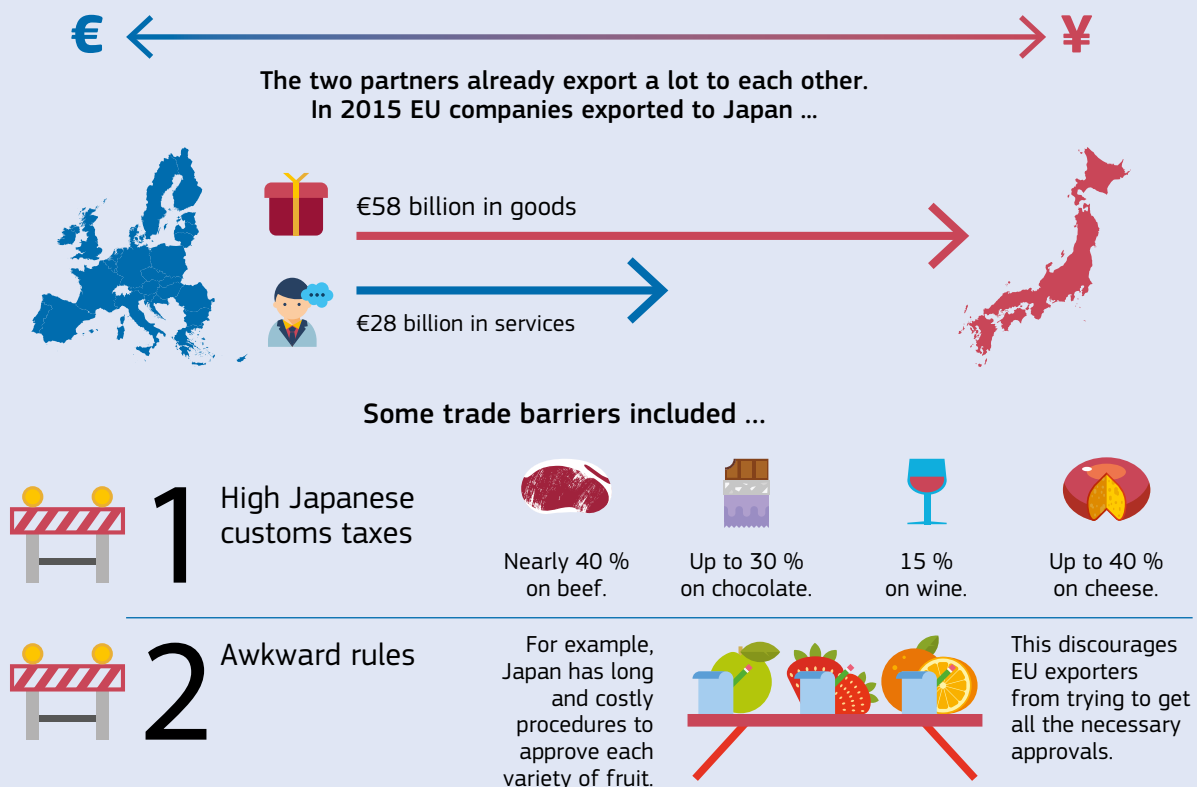 €
¥
The two partners already export a lot to each other.
In 2015 EU companies exported to Japan ...
€58 billion in goods
€28 billion in services
Some trade barriers included ...
1
High Japanese
customs taxes
Nearly 40 %
on beef.
Up to 30 %
on chocolate.
15 %
on wine.
Up to 40 %
on cheese.
2
Awkward rules
For example,
Japan has long
and costly
procedures to
approve each
variety of fruit.
This discourages
EU exporters
from trying to get
all the necessary
approvals.